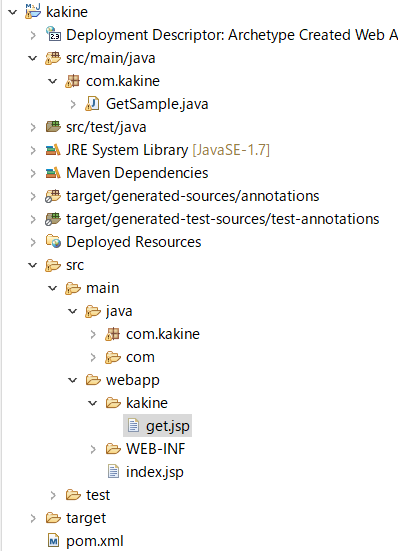 kakine
Deployment Descriptor: Archetype Created Web A
src/main/java
com.kakine
GetSample.java
src/test/java
JRE System Library [JavaSE-1.7]
Maven Dependencies
target/generated-sources/annotations
target/generated-test-sources/test-annotations
Deployed Resources
src
main
java
com.kakine
com
webapp
kakine
get.jsp
WEB-INF
index.jsp
test
target
pom.xml